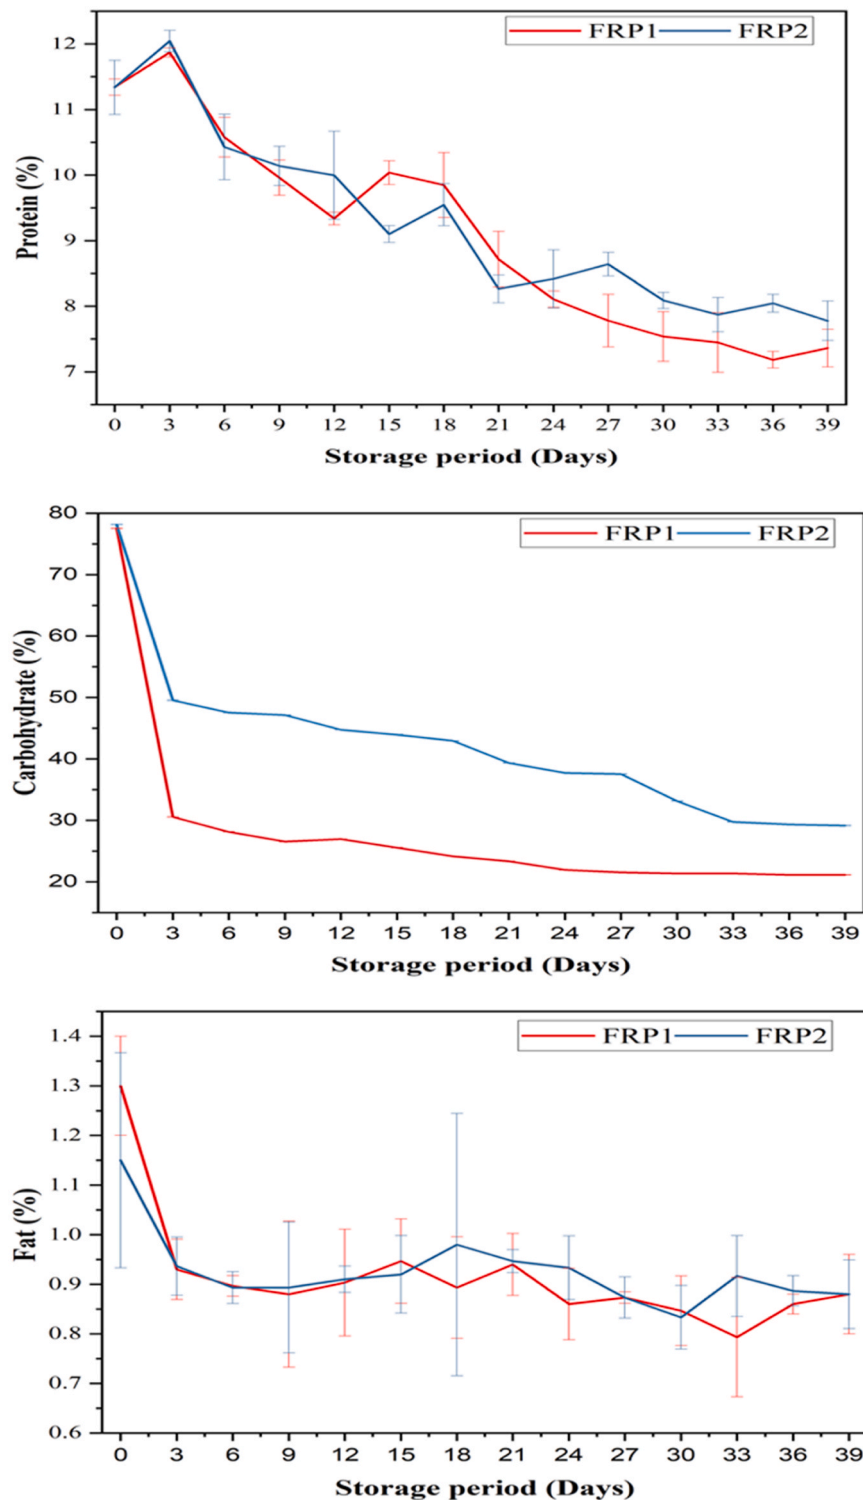 FRP1 FRP2
12
11
10
9
8
7
Protein (%)
0 3 6 9 12 15 18 21 24 27 30 33 36 39
Storage period (Days)
FRP1 FRP2
80
70
60
50
40
30
20
Carbohydrate (%)
0 3 6 9 12 15 18 21 24 27 30 33 36 39
Storage period (Days)
FRP1 FRP2
1.4
1.3
1.2
1.1
1.0
0.9
0.8
0.7
0.6
Fat (%)
0 3 6 9 12 15 18 21 24 27 30 33 36 39
Storage period (Days)